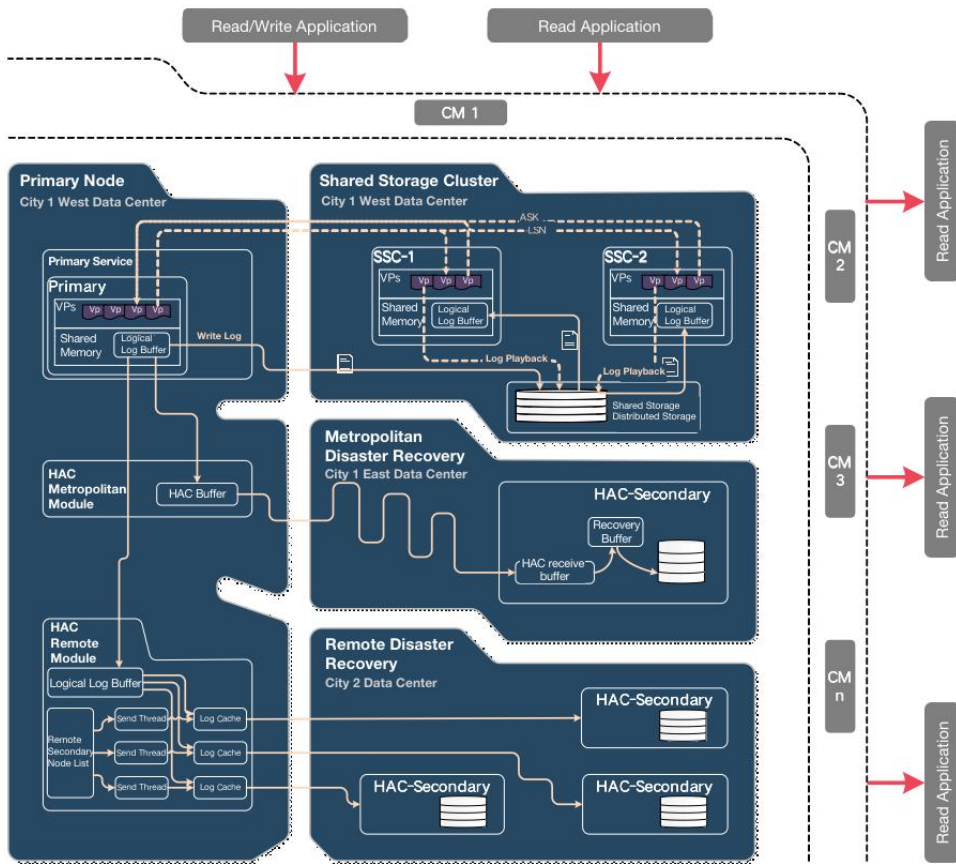 Read/Write Application
Read Application
CM 1
Primary Node
City 1 West Data Center
Primary Service
Primary
VPs
Vp
Vp
Vp
Vp
Shared
Memory
Logical
Log Buffer
Write Log
Shared Storage Cluster
City 1 West Data Center
ASK
LSN
SSC-1
VPs
Vp
Vp
Vp
Shared
Memory
Logical
Log Buffer
SSC-2
VPs
Vp
Vp
Vp
Shared
Memory
Logical
Log Buffer
Log Playback
Log Playback
Shared Storage
Distributed Storage
HAC
Metropolitan
Module
HAC Buffer
Metropolitan
Disaster Recovery
City 1 East Data Center
HAC-Secondary
Recovery
Buffer
HAC receive
buffer
HAC
Remote
Module
Logical Log Buffer
Remote
Secondary
Node List
Send Thread
Log Cache
Send Thread
Log Cache
Send Thread
Log Cache
Remote Disaster
Recovery
City 2 Data Center
HAC-Secondary
HAC-Secondary
HAC-Secondary
CM
2
CM
3
CM
n
Read Application
Read Application
Read Application